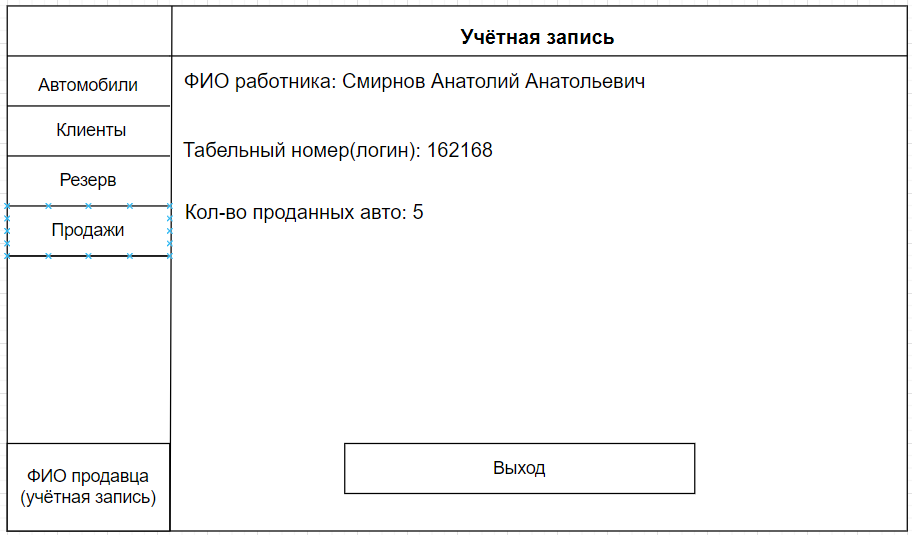 Учётная запись
Автомобили
Клиенты
Резерв
Продажи
ФИО продавца
(учётная запись)
ФИО работника: Смирнов Анатолий Анатольевич
Табельный номер(логин): 162168
Кол-во проданных авто: 5
Выход